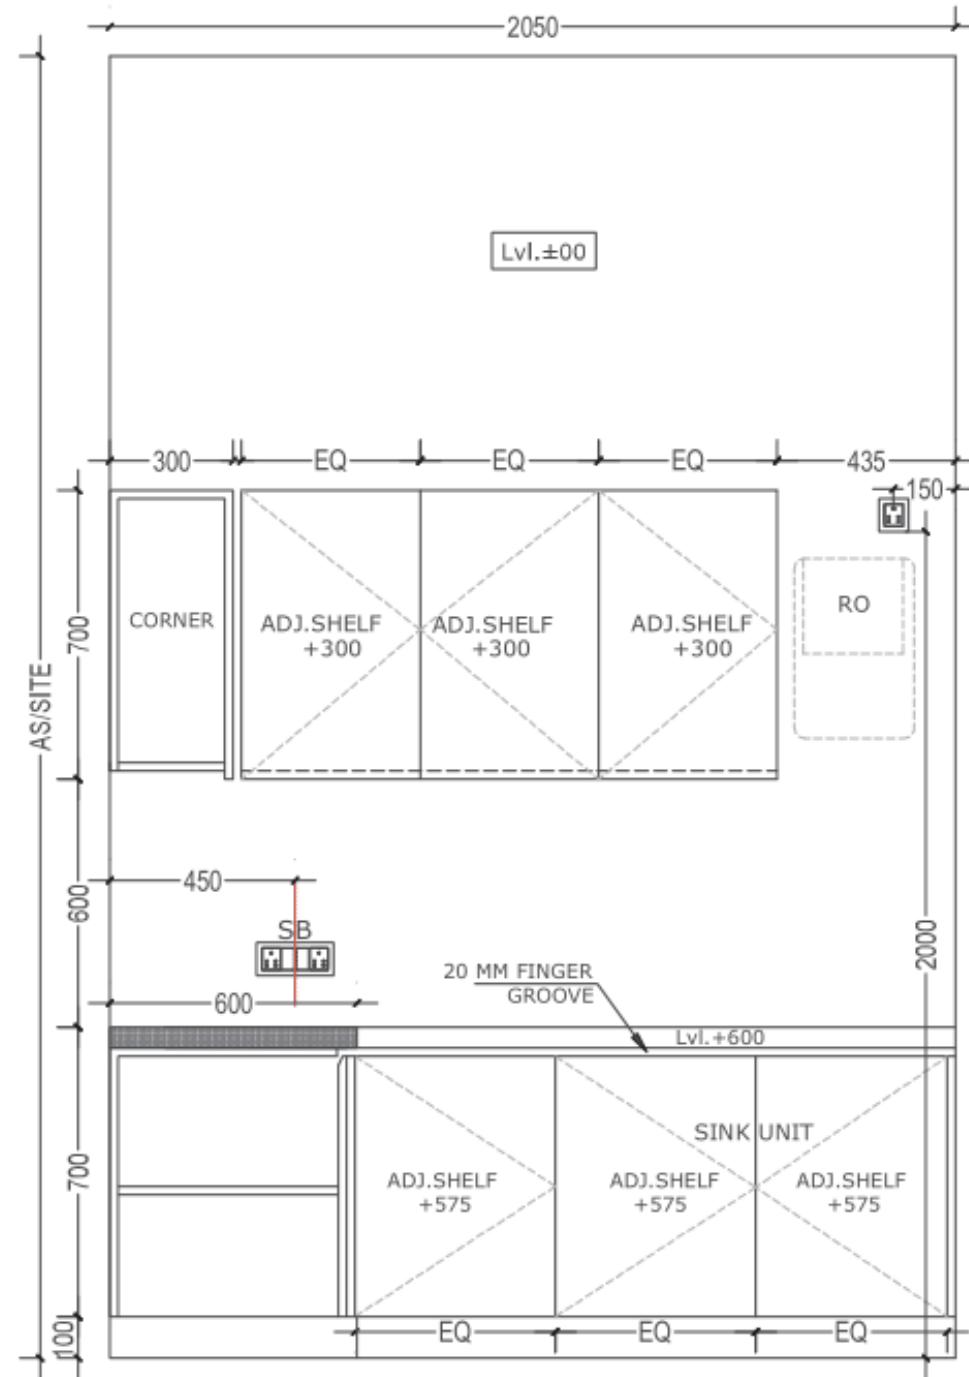 2050
Lvl.±00
300
EQ
EQ
EQ
435
150
CORNER
ADJ.SHELF
+300
ADJ.SHELF
+300
ADJ.SHELF
+300
RO
700
AS/SITE
450
600
SB
2000
600
20 MM FINGER
GROOVE
Lvl.+600
SINK UNIT
700
ADJ.SHELF
+575
ADJ.SHELF
+575
ADJ.SHELF
+575
100
EQ
EQ
EQ